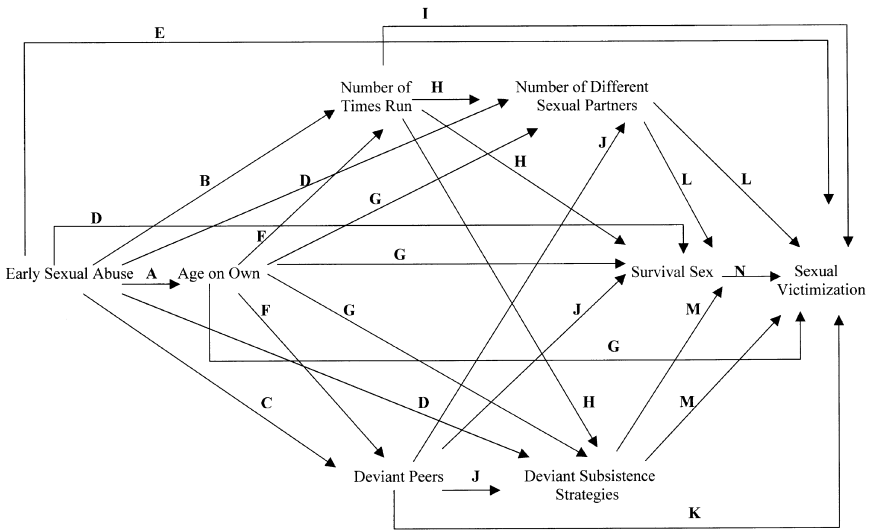 I
E
Number of
Times Run
H
Number of Different
Sexual Partners
J
B
D
H
G
L
L
D
F
G
Early Sexual Abuse
A
Age on Own
Survival Sex
N
Sexual
Victimization
F
G
J
M
G
C
D
H
M
Deviant Peers
J
Deviant Subsistence
Strategies
K